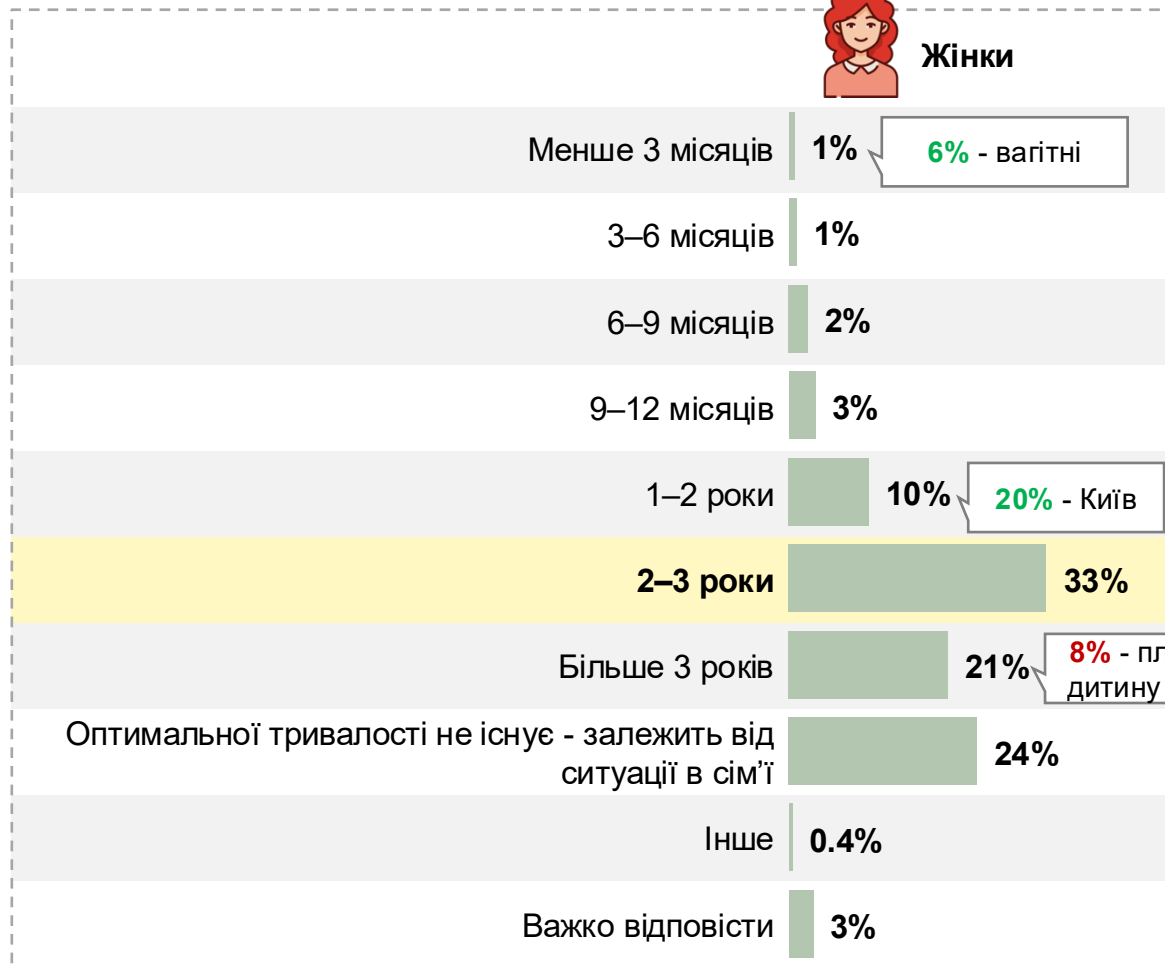 Жінки
Менше 3 місяців 1% 6% - вагітні
3–6 місяців 1%
6–9 місяців 2%
9–12 місяців 3%
1–2 роки 10% 20% - Київ
2–3 роки 33%
Більше 3 років 21% 8% -
дитину
Оптимальної тривалості не існує - залежить від
ситуації в сім’ї 24%
Інше 0.4%
Важко відповісти 3%